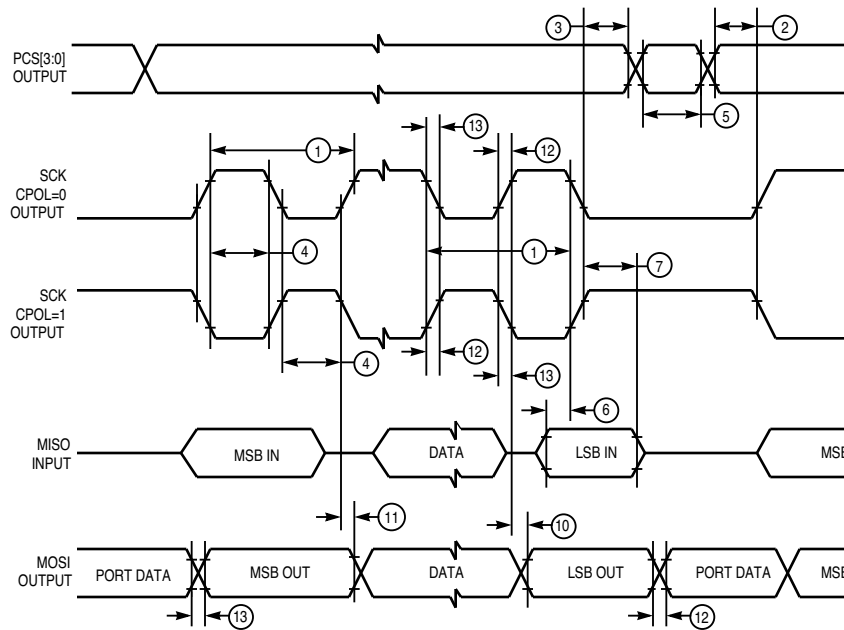 3
2
PCS[3:0]
OUTPUT
5
13
1
12
SCK
CPOL=0
OUTPUT
4
1
7
SCK
CPOL=1
OUTPUT
12
4
13
6
MISO
INPUT
MSB IN
DATA
LSB IN
MSB
11
10
MOSI
OUTPUT
PORT DATA
MSB OUT
DATA
LSB OUT
PORT DATA
MSB
13
12